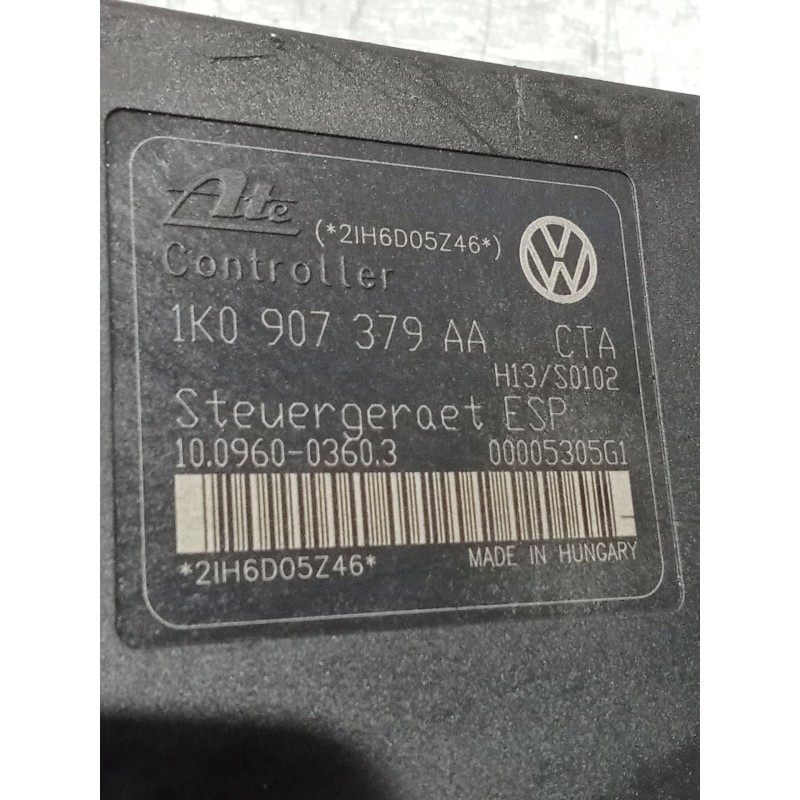 Ate (*2IH6D05Z46*)
Controller
1K0 907 379 AA CTA
H13/S0102
Steuergeraet ESP
10.0960-0360.3 00005305G1
*2IH6D05Z46* MADE IN HUNGARY